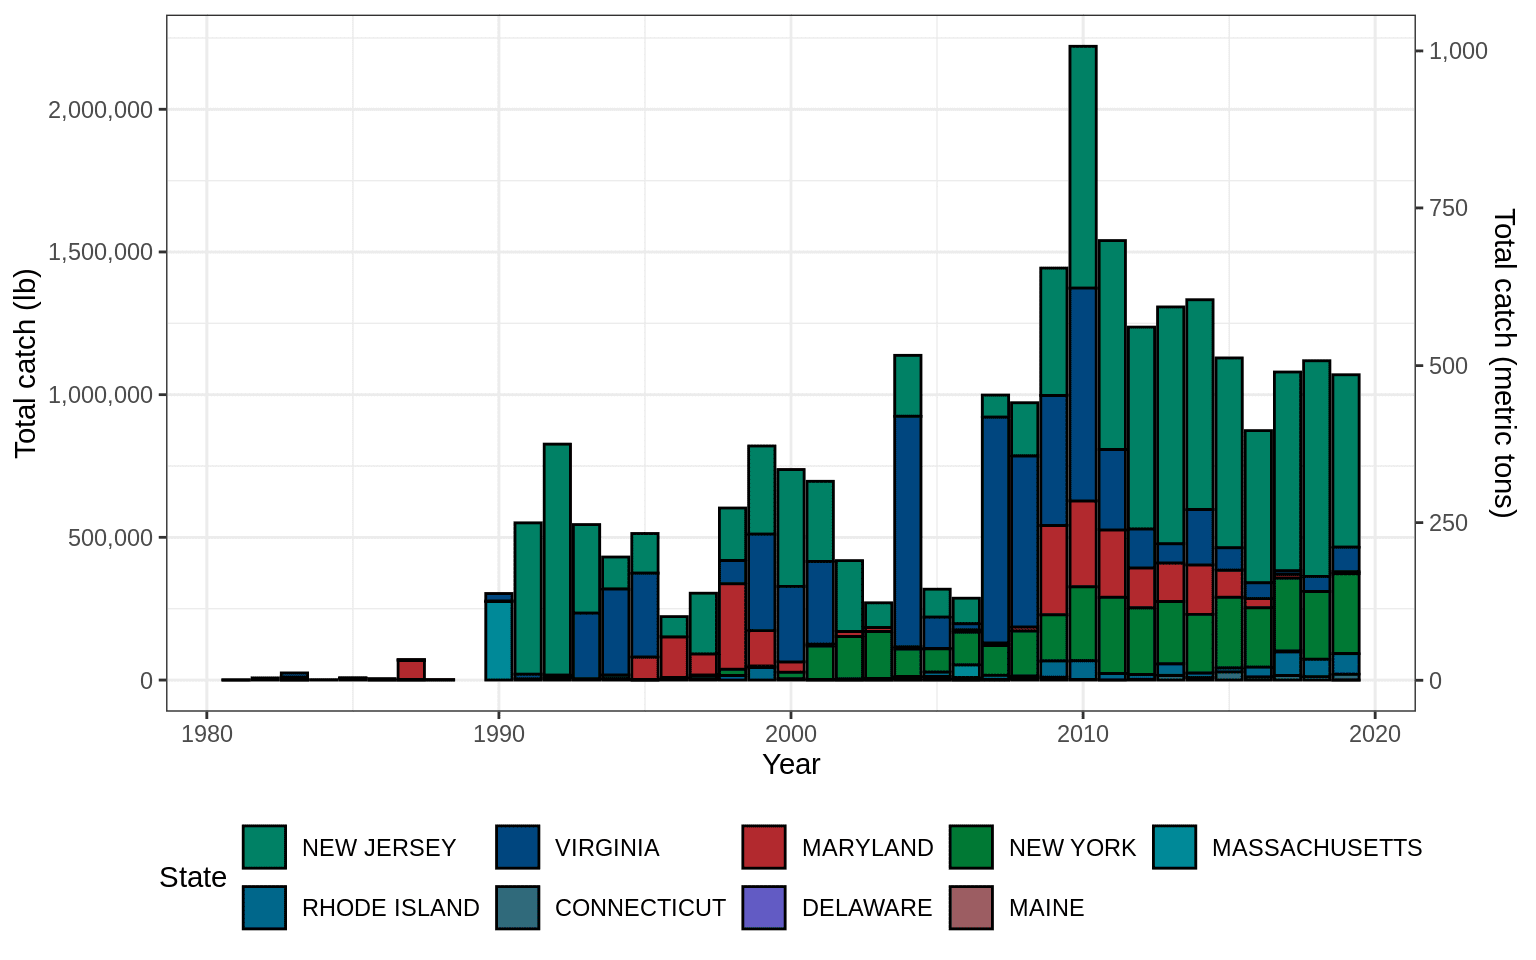 2,000,000
1,500,000
1,000,000
500,000
0
Total catch (lb)
1,000
750
500
250
0
Total catch (metric tons)
1980
1990
2000
2010
2020
Year
State
NEW JERSEY
VIRGINIA
MARYLAND
NEW YORK
MASSACHUSETTS
RHODE ISLAND
CONNECTICUT
DELAWARE
MAINE